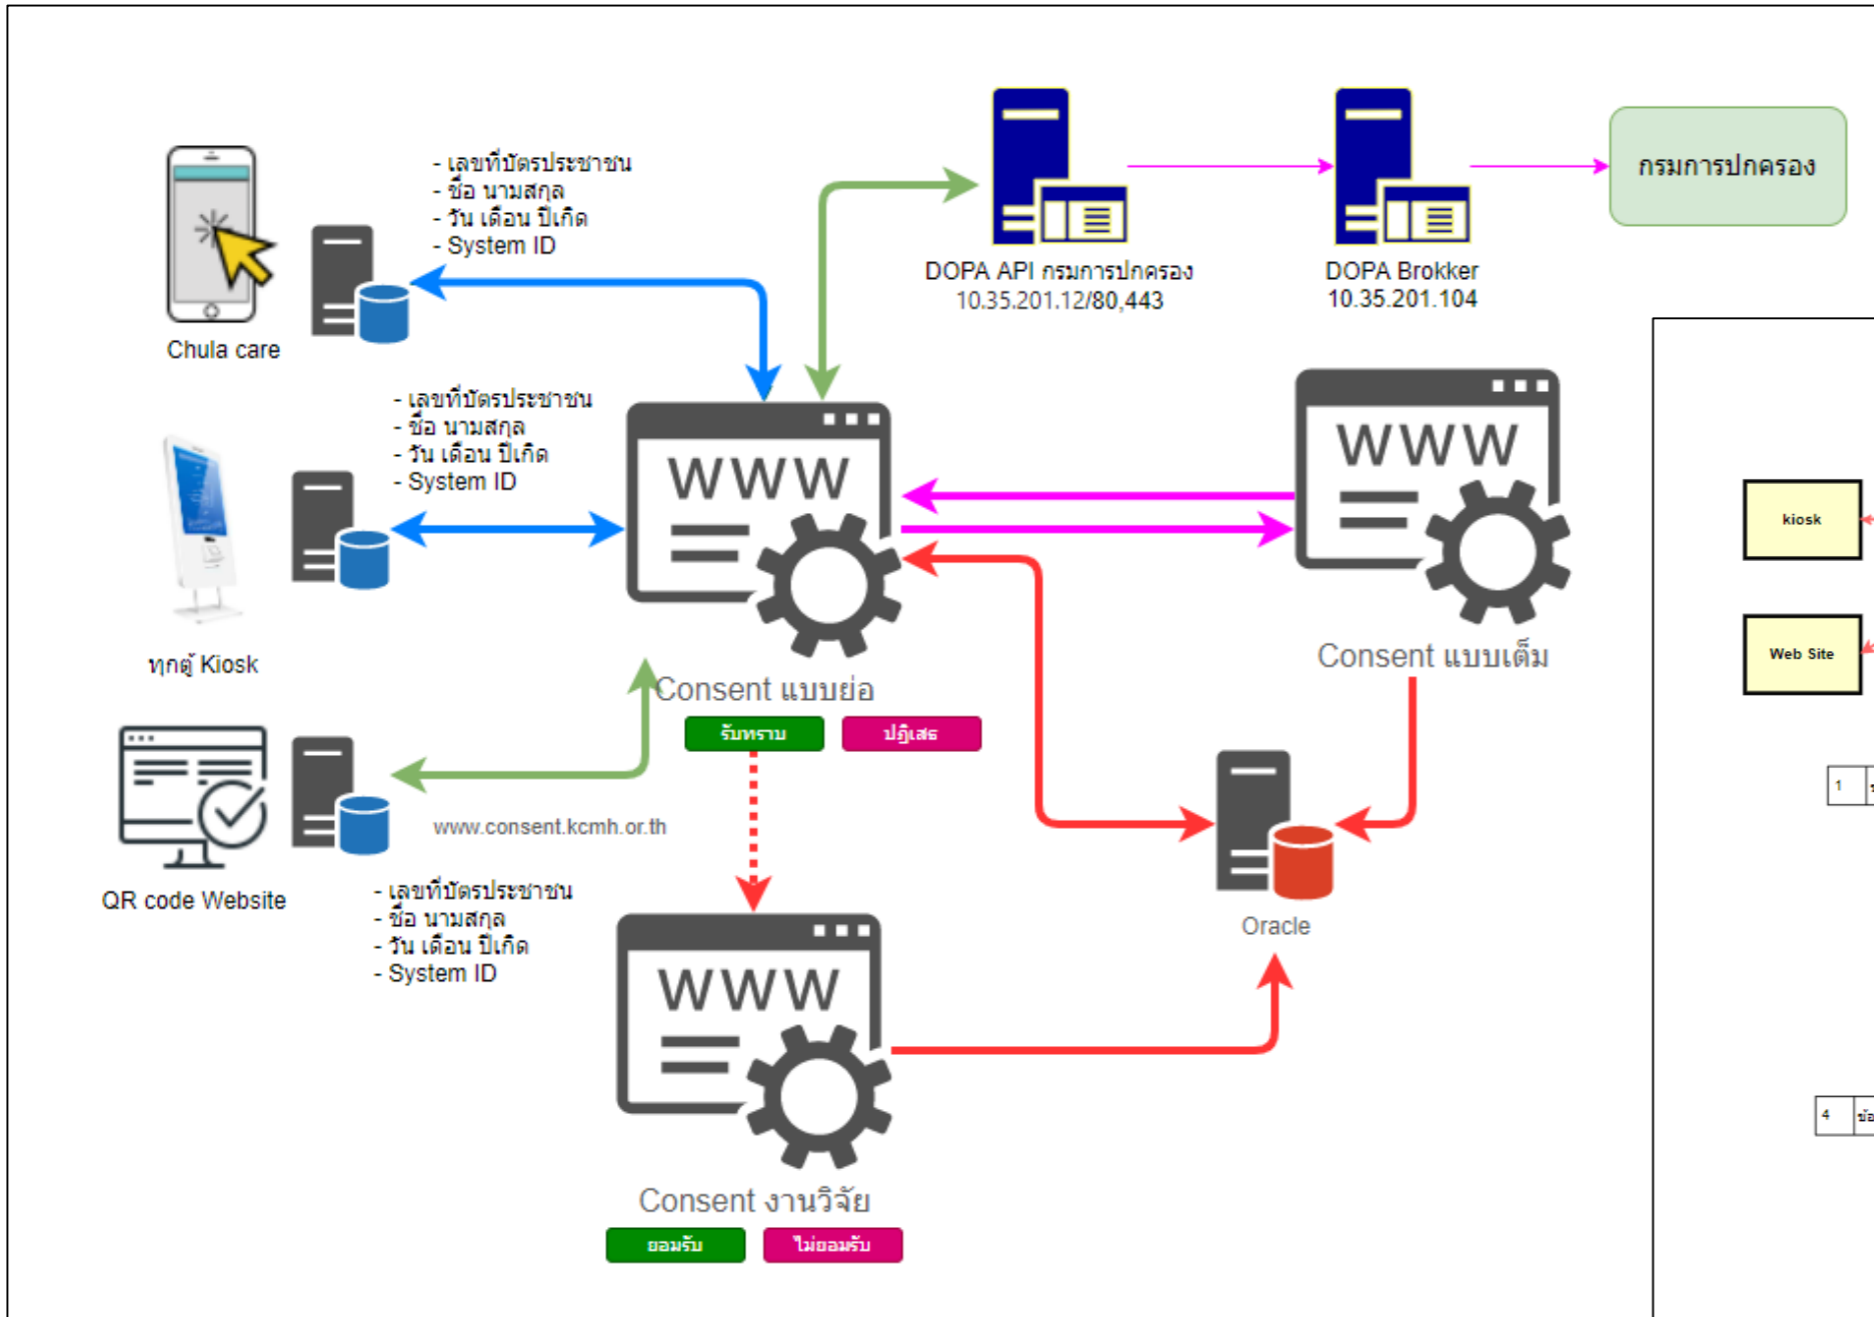 - เลขที่บัตรประชาชน
- ชื่อ นามสกุล
- วัน เดือน ปีเกิด
- System ID
Chula care
DOPA API กรมการปกครอง
10.35.201.12/80,443
DOPA Brokker
10.35.201.104
กรมการปกครอง
- เลขที่บัตรประชาชน
- ชื่อ นามสกุล
- วัน เดือน ปีเกิด
- System ID
ทุกตู้ Kiosk
WWW
Consent แบบย่อ
รับทราบ
ปฏิเสธ
WWW
Consent แบบเต็ม
kiosk
Web Site
www.consent.kcmh.or.th
QR code Website
- เลขที่บัตรประชาชน
- ชื่อ นามสกุล
- วัน เดือน ปีเกิด
- System ID
Oracle
1
WWW
Consent งานวิจัย
ยอมรับ
ไม่ยอมรับ
4